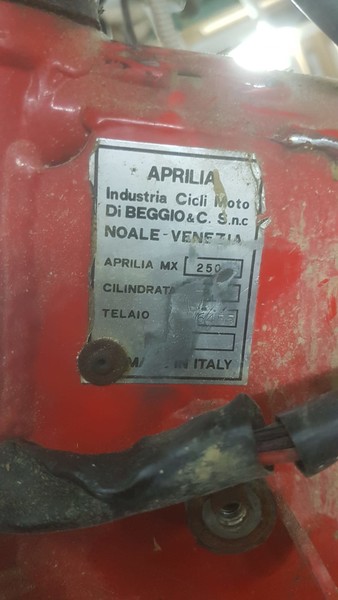 APRILIA
Industria Cicli Moto
Di BEGGIO & C. S.n.c
NOALE-VENEZIA
APRILIA MX 250
CILINDRATA
TELAIO
MADE IN ITALY